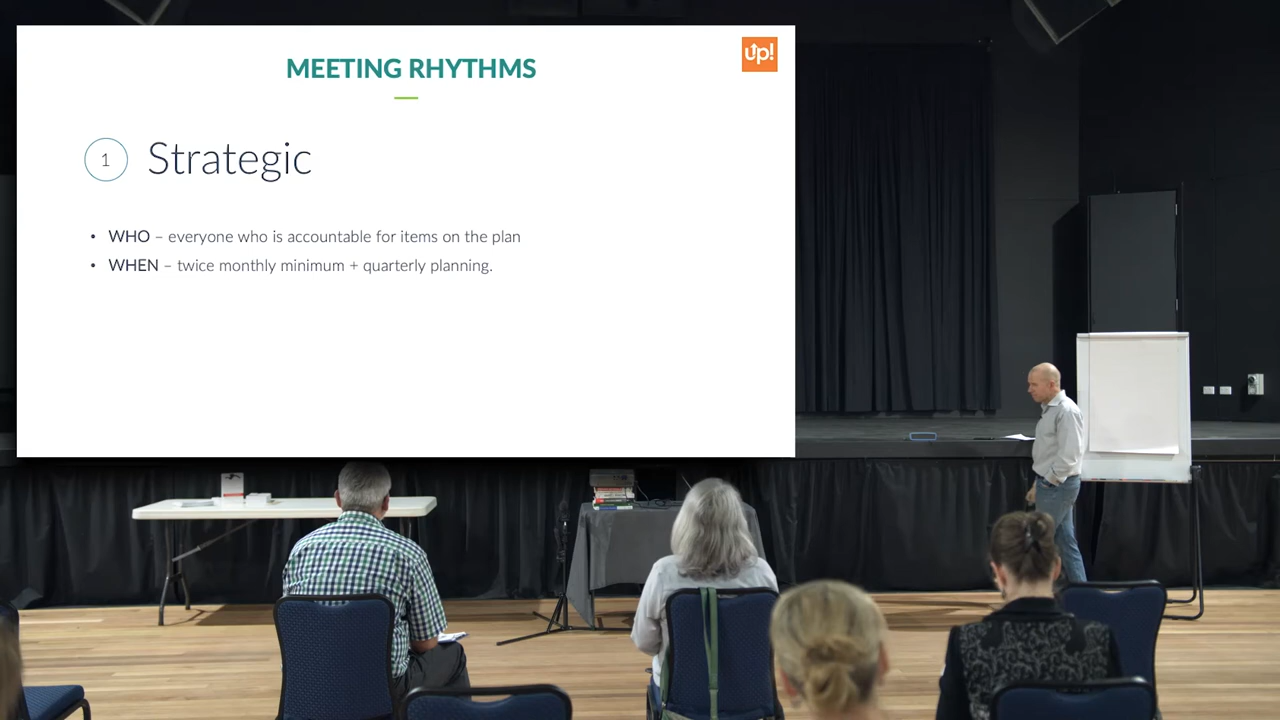 MEETING RHYTHMS
up!
1 Strategic
• WHO – everyone who is accountable for items on the plan
• WHEN – twice monthly minimum + quarterly planning.